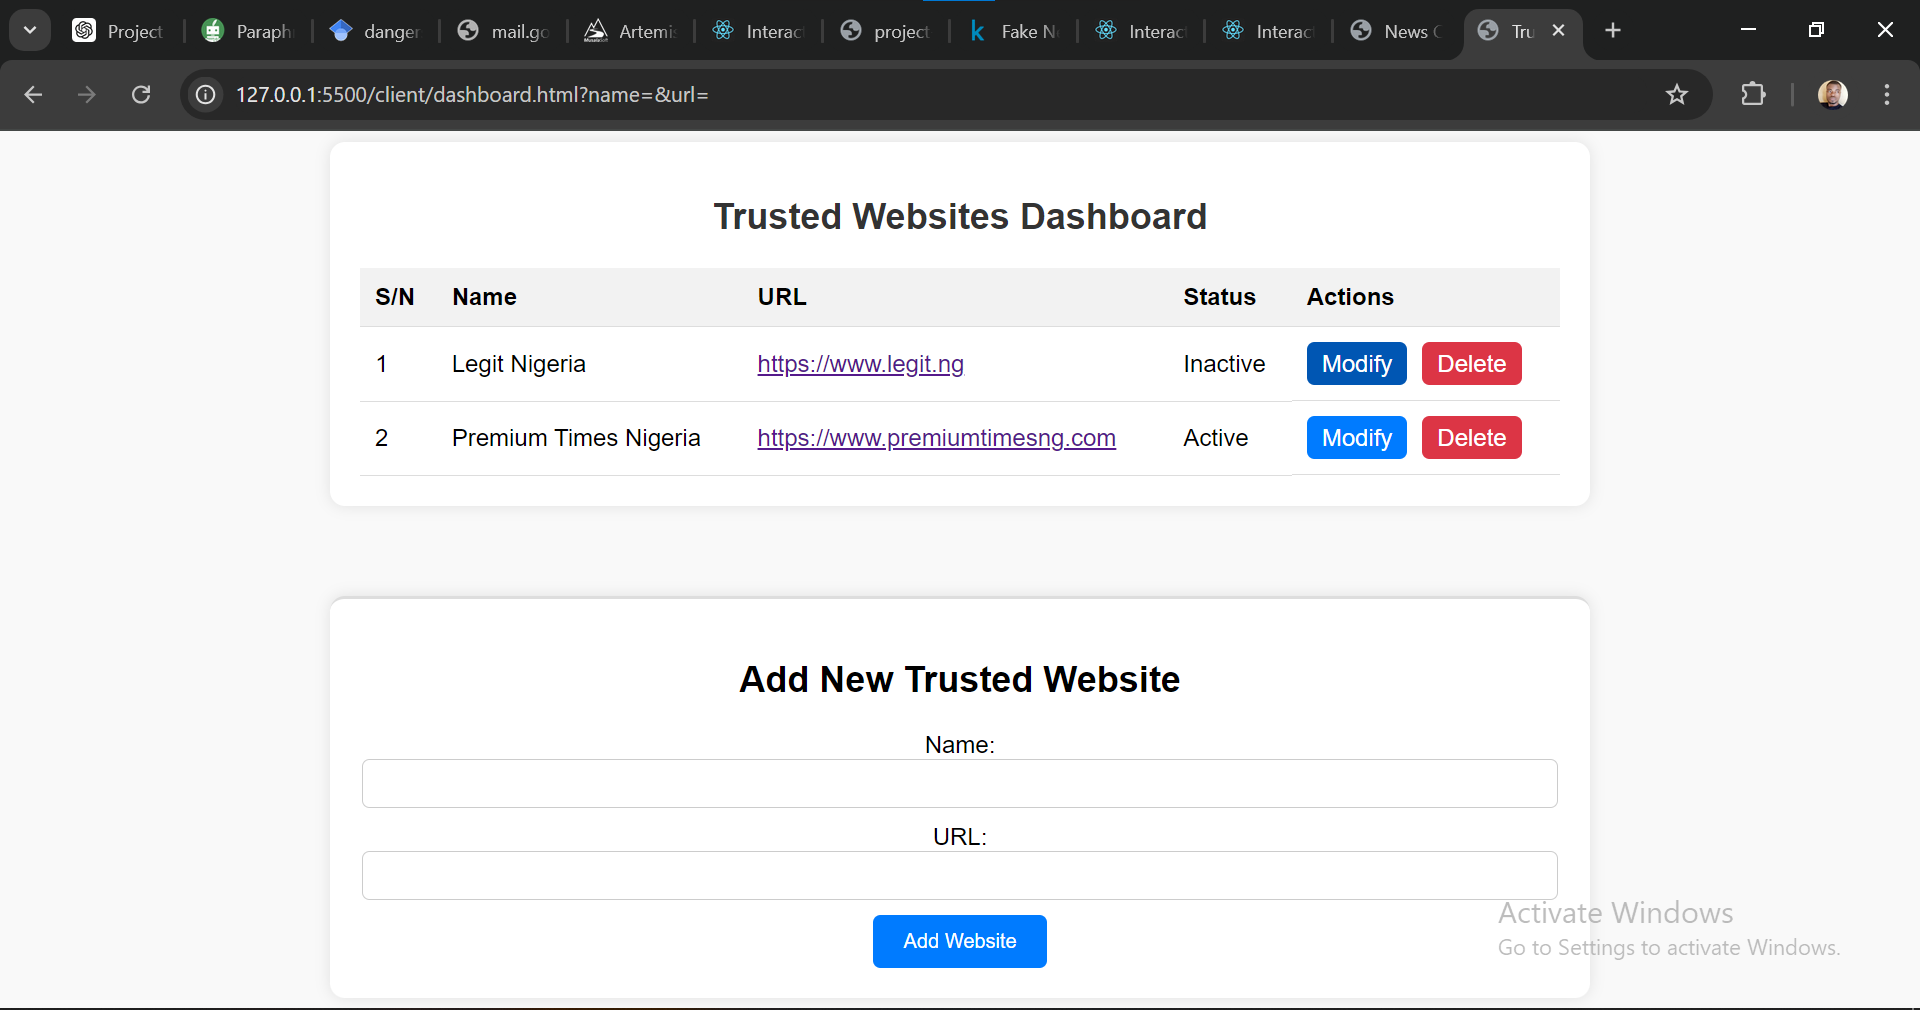 Project
Paraph
danger
mail.go
Artemis
Interac
project
Fake N
Interac
Interac
News
Tru
127.0.0.1:5500/client/dashboard.html?name=&url=
Trusted Websites Dashboard
S/N Name URL Status Actions
1 Legit Nigeria https://www.legit.ng Inactive Modify Delete
2 Premium Times Nigeria https://www.premiumtimesng.com Active Modify Delete
Add New Trusted Website
Name:
URL:
Add Website
Activate Windows
Go to Settings to activate Windows.